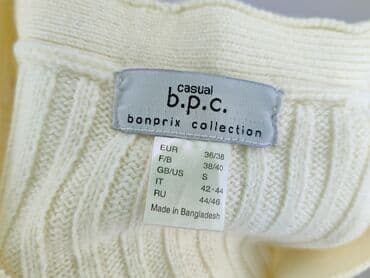 casual
b.p.c.
bonprix collection
EUR 36/38
F/B 38/40
GB/US S
IT 42-44
RU 44/46
Made in Bangladesh